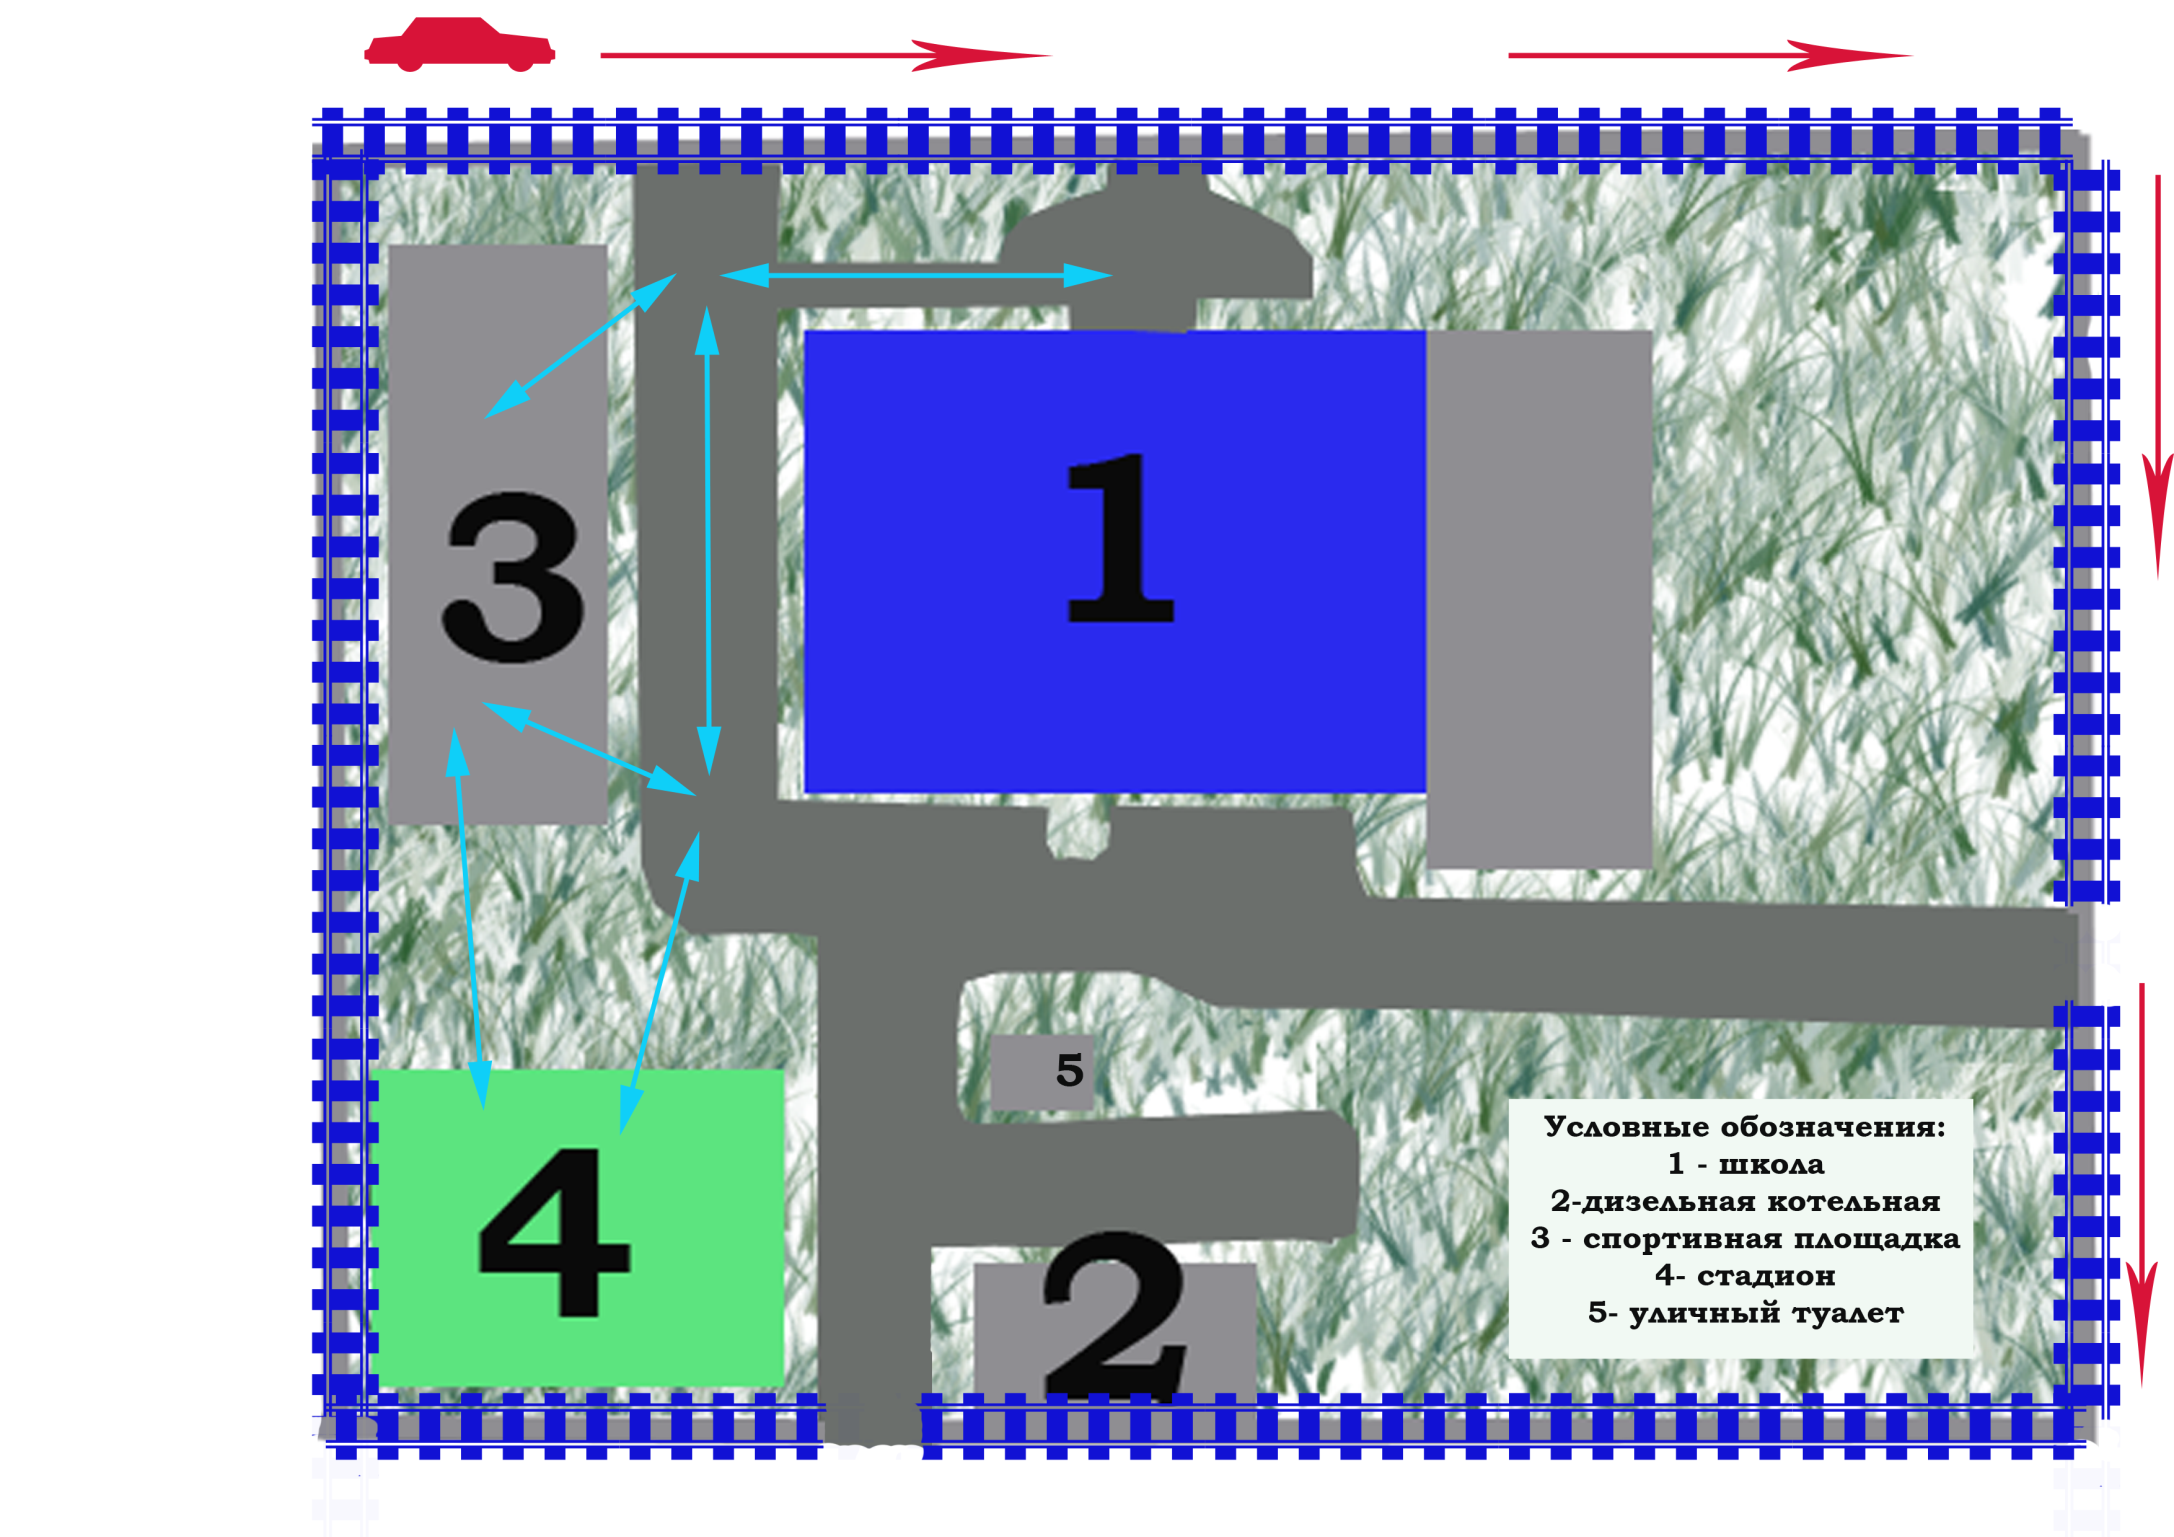 1
3
5
4
2
Условные обозначения:
1 - школа
2-дизельная котельная
3 - спортивная площадка
4- стадион
5- уличный туалет